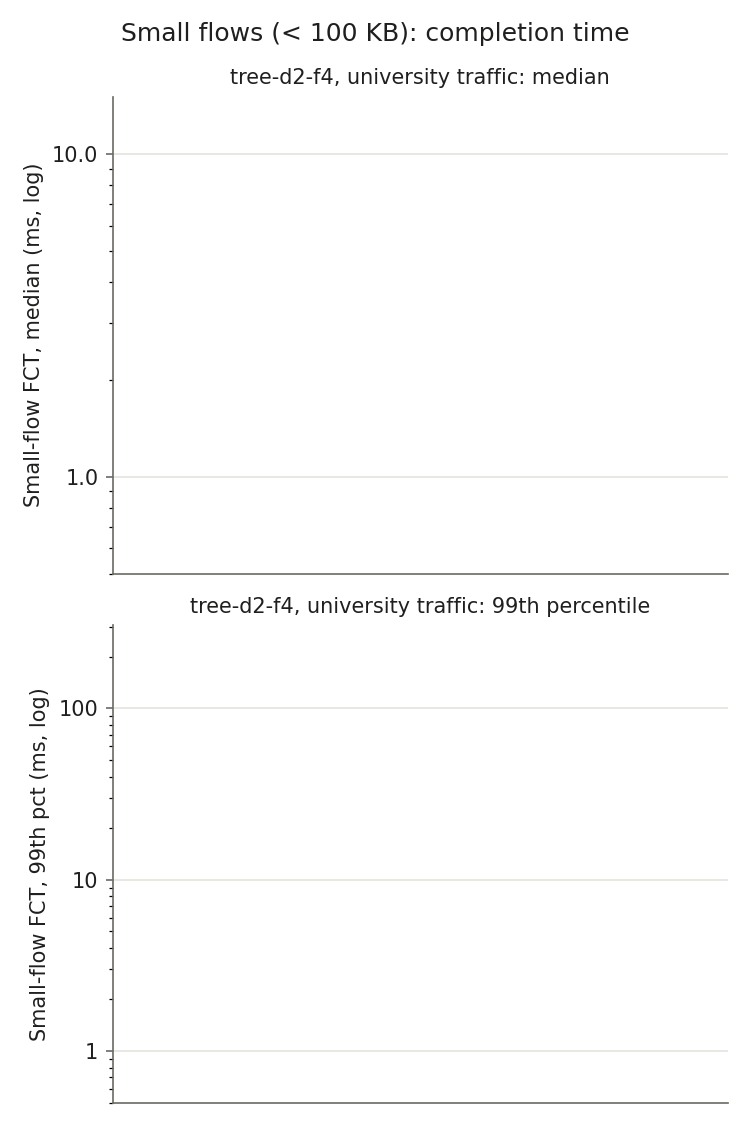 Small flows (< 100 KB): completion time
tree-d2-f4, university traffic: median
Small-flow FCT, median (ms, log)
10.0
1.0
tree-d2-f4, university traffic: 99th percentile
Small-flow FCT, 99th pct (ms, log)
100
10
1